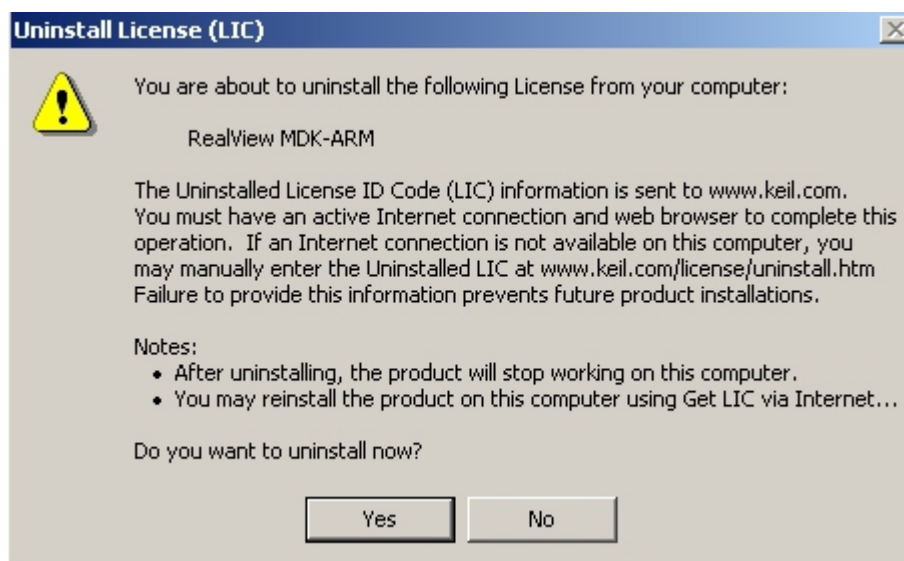 Uninstall License (LIC)
You are about to uninstall the following License from your computer:
RealView MDK-ARM
The Uninstalled License ID Code (LIC) information is sent to www.keil.com.
You must have an active Internet connection and web browser to complete this
operation. If an Internet connection is not available on this computer, you
may manually enter the Uninstalled LIC at www.keil.com/license/uninstall.htm
Failure to provide this information prevents future product installations.
Notes:
• After uninstalling, the product will stop working on this computer.
• You may reinstall the product on this computer using Get LIC via Internet...
Do you want to uninstall now?
Yes No